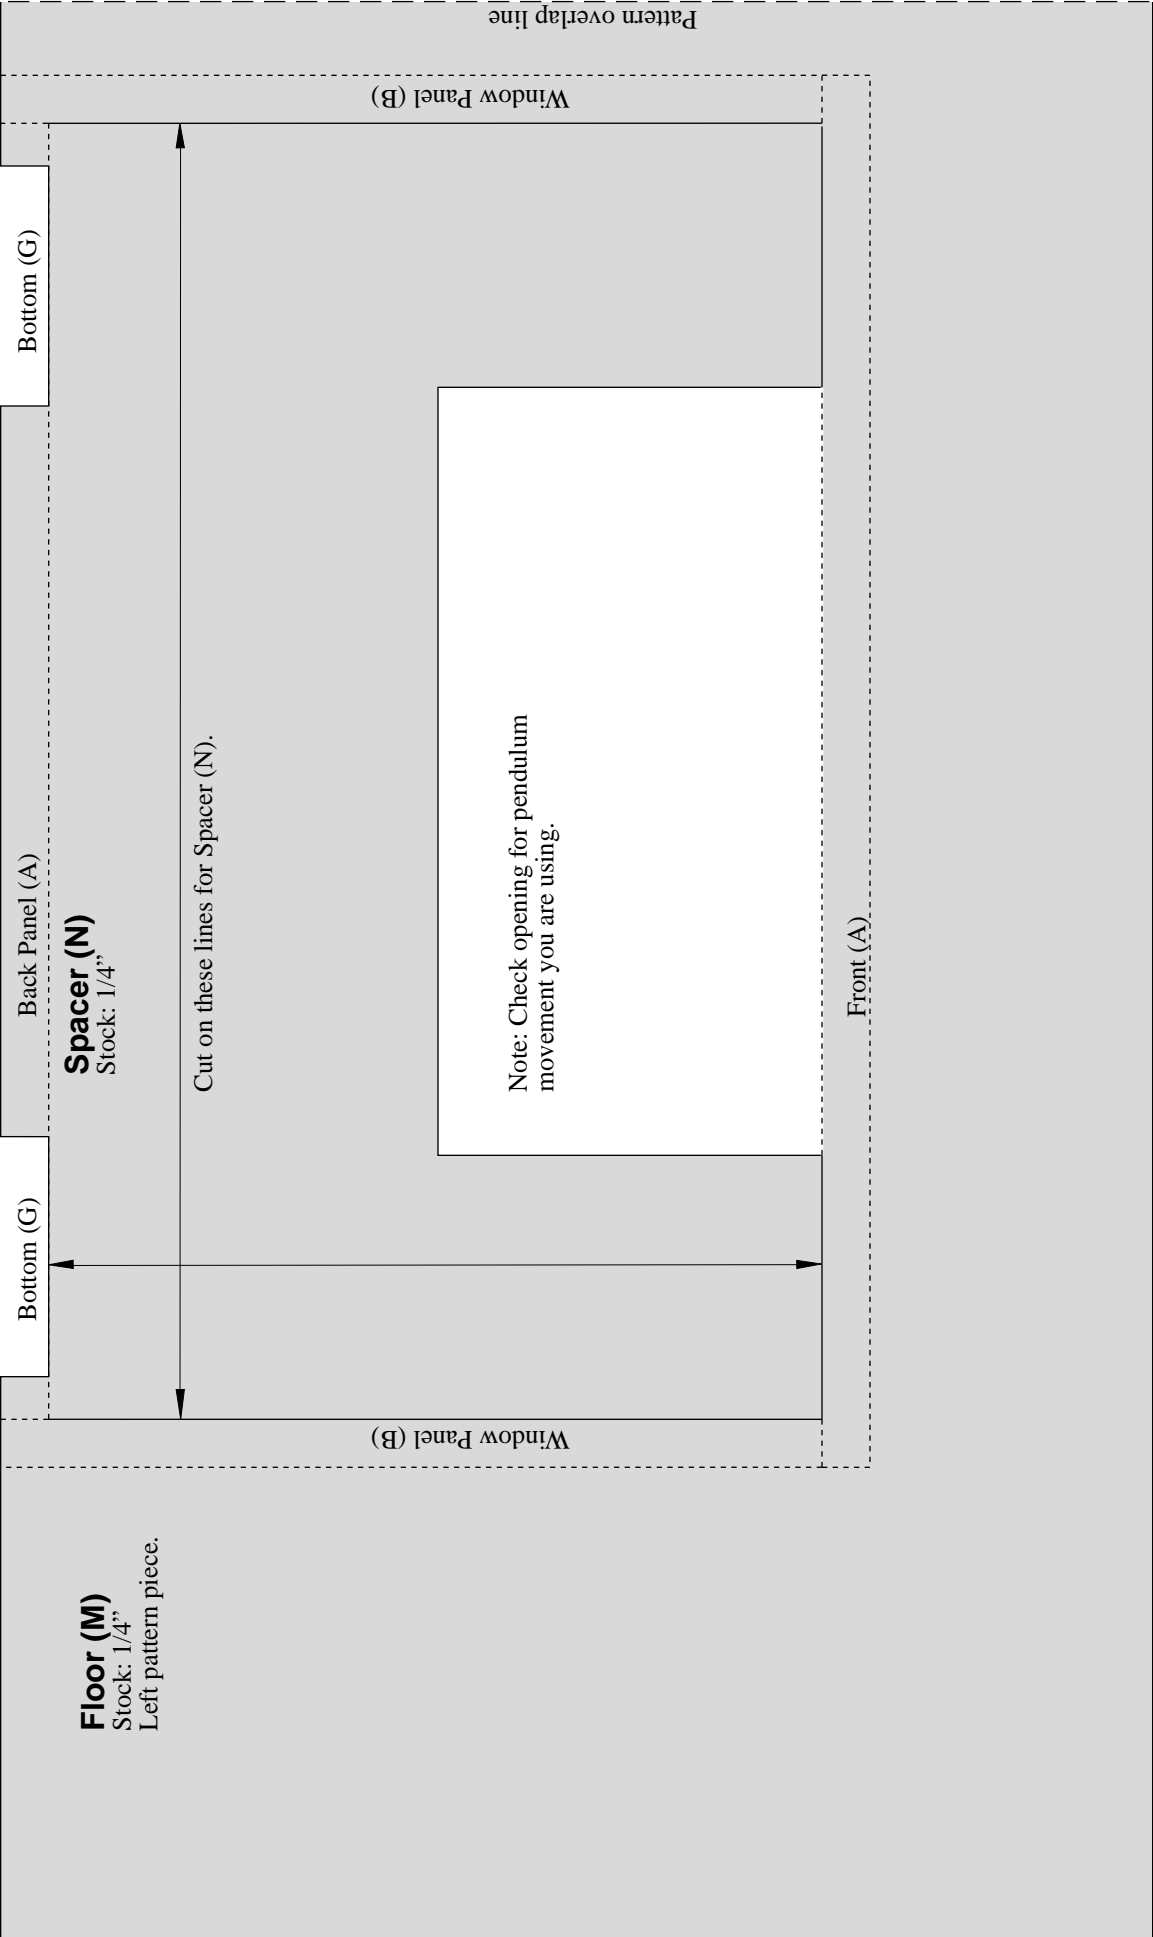 Pattern overlap line
Window Panel (B)
Bottom (G)
Back Panel (A)
Spacer (N)
Stock: 1/4”
Cut on these lines for Spacer (N).
Note: Check opening for pendulum
movement you are using.
Front (A)
Bottom (G)
Window Panel (B)
Floor (M)
Stock: 1/4”
Left pattern piece.